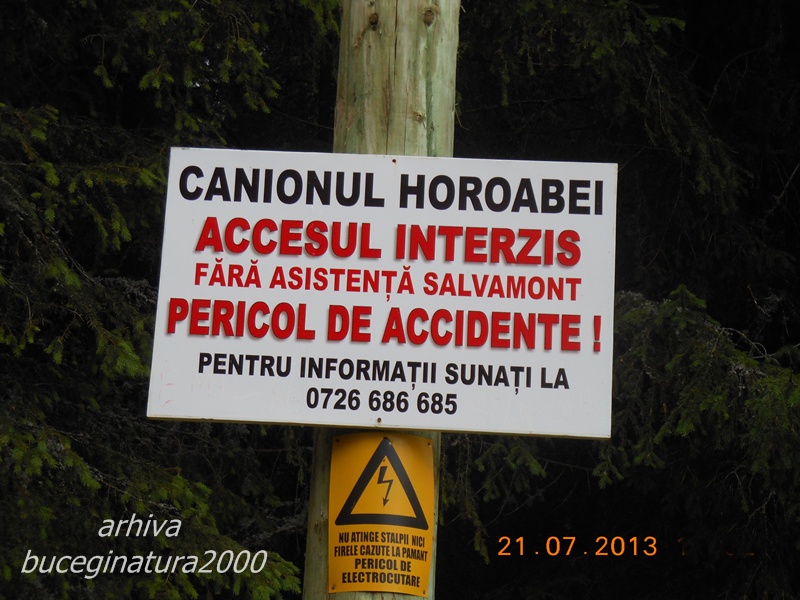 CANIONUL HOROABEI
ACCESUL INTERZIS
FĂRĂ ASISTENȚĂ SALVAMONT
PERICOL DE ACCIDENTE !
PENTRU INFORMAȚII SUNAȚI LA
0726 686 685
NU ATINGE STALPII NICI
FIRELE CAZUTE LA PAMANT
PERICOL DE
ELECTROCUTARE
arhiva
buceginatura2000
21.07.2013